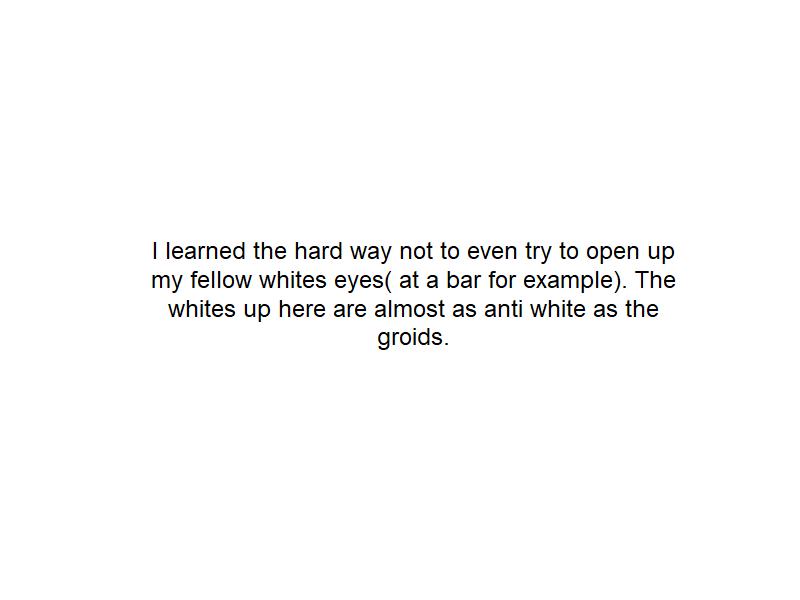 I learned the hard way not to even try to open up
my fellow whites eyes( at a bar for example). The
whites up here are almost as anti white as the
groids.